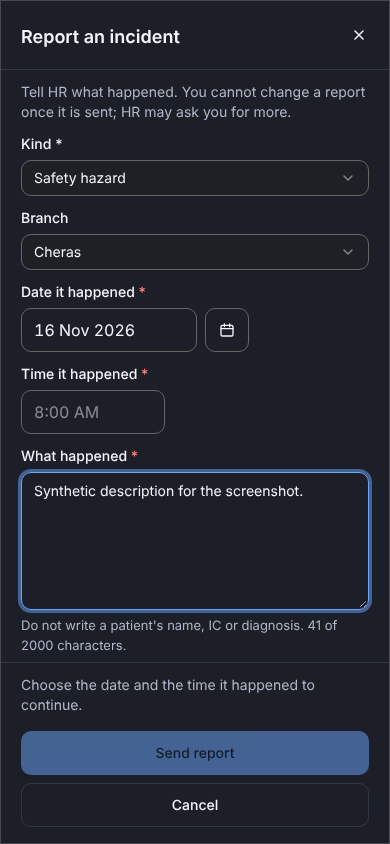 Report an incident
Tell HR what happened. You cannot change a report
once it is sent; HR may ask you for more.
Kind *
Safety hazard
Branch
Cheras
Date it happened *
16 Nov 2026
Time it happened *
8:00 AM
What happened *
Synthetic description for the screenshot.
Do not write a patient's name, IC or diagnosis. 41 of
2000 characters.
Choose the date and the time it happened to
continue.
Send report
Cancel